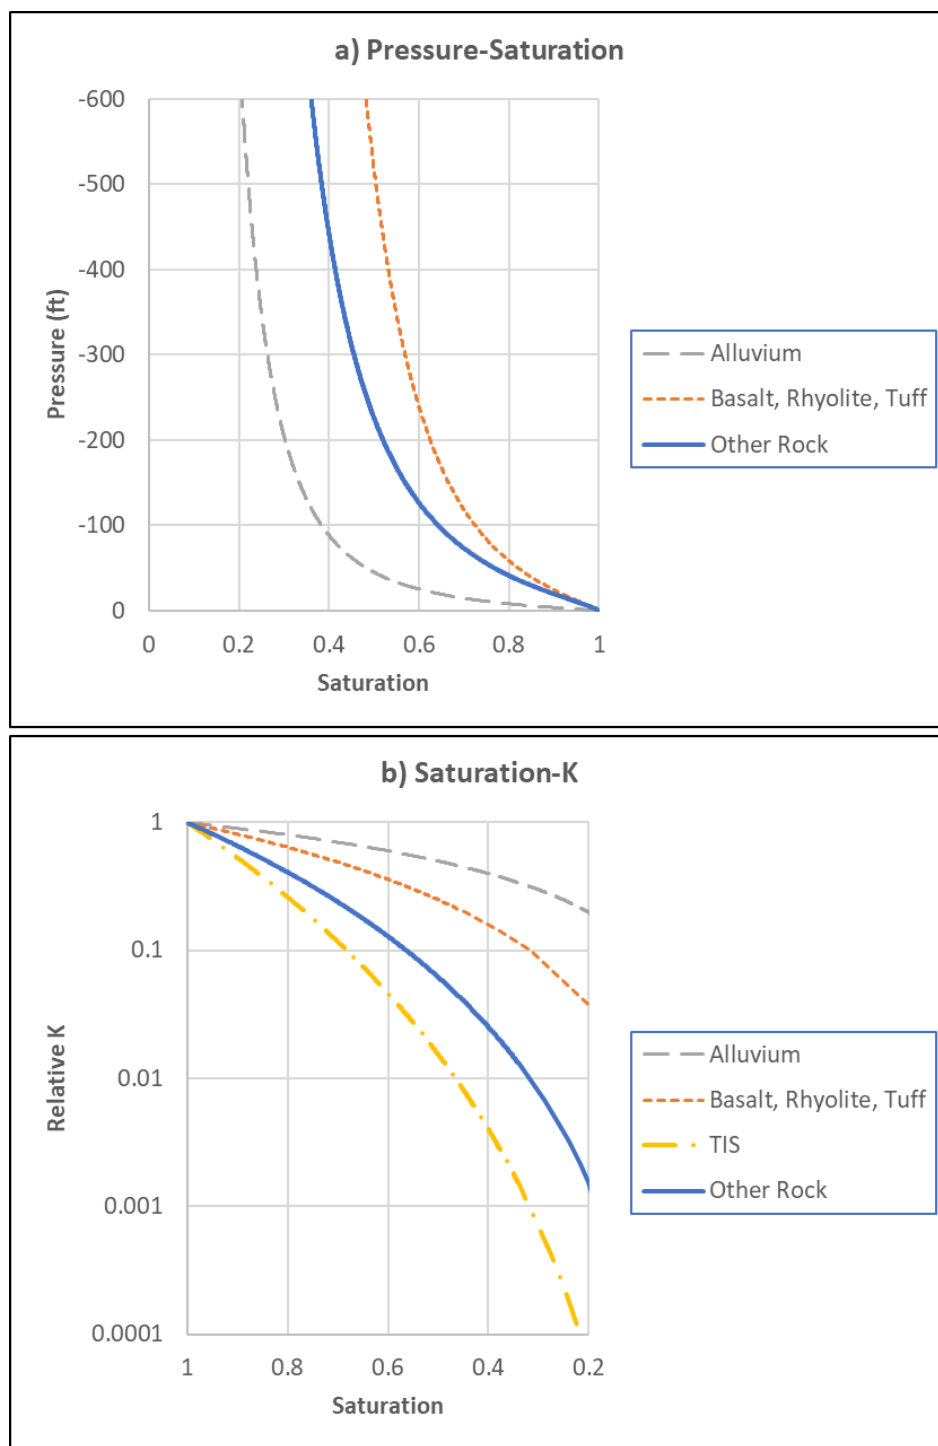 a) Pressure-Saturation
-600
-500
-400
-300
-200
-100
0
Pressure (ft)
0 0.2 0.4 0.6 0.8 1
Saturation
Alluvium
Basalt, Rhyolite, Tuff
Other Rock
b) Saturation-K
1
0.1
0.01
0.001
0.0001
Relative K
1 0.8 0.6 0.4 0.2
Saturation
Alluvium
Basalt, Rhyolite, Tuff
TIS
Other Rock